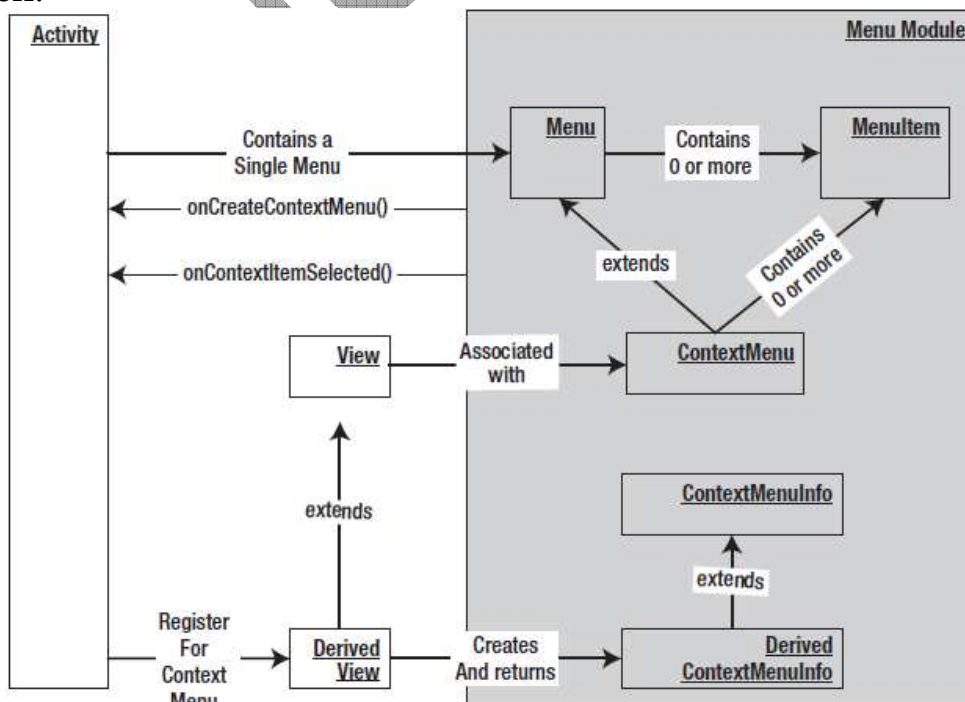 Activity
Menu Module
Contains a
Single Menu
Menu
Contains
0 or more
MenuItem
onCreateContextMenu()
onContextItemSelected()
extends
Contains
0 or more
View
Associated
with
ContextMenu
extends
ContextMenuInfo
extends
Register
For
Context
Menu
Derived
View
Creates
And returns
Derived
ContextMenuInfo